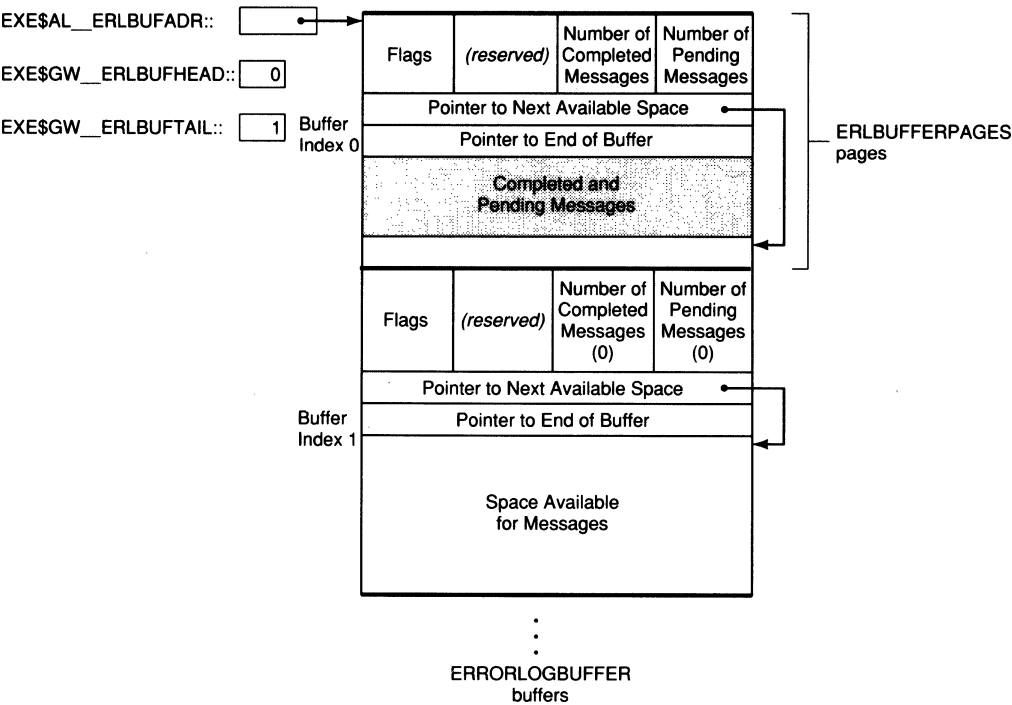 EXE$AL__ERLBUFADR::
EXE$GW__ERLBUFHEAD:: 0
EXE$GW__ERLBUFTAIL:: 1
Buffer
Index 0
Flags
(reserved)
Number of
Completed
Messages
Number of
Pending
Messages
Pointer to Next Available Space
Pointer to End of Buffer
Completed and
Pending Messages
ERLBUFFERPAGES
pages
Flags
(reserved)
Number of
Completed
Messages
(0)
Number of
Pending
Messages
(0)
Pointer to Next Available Space
Buffer
Index 1
Pointer to End of Buffer
Space Available
for Messages
ERRORLOGBUFFER
buffers